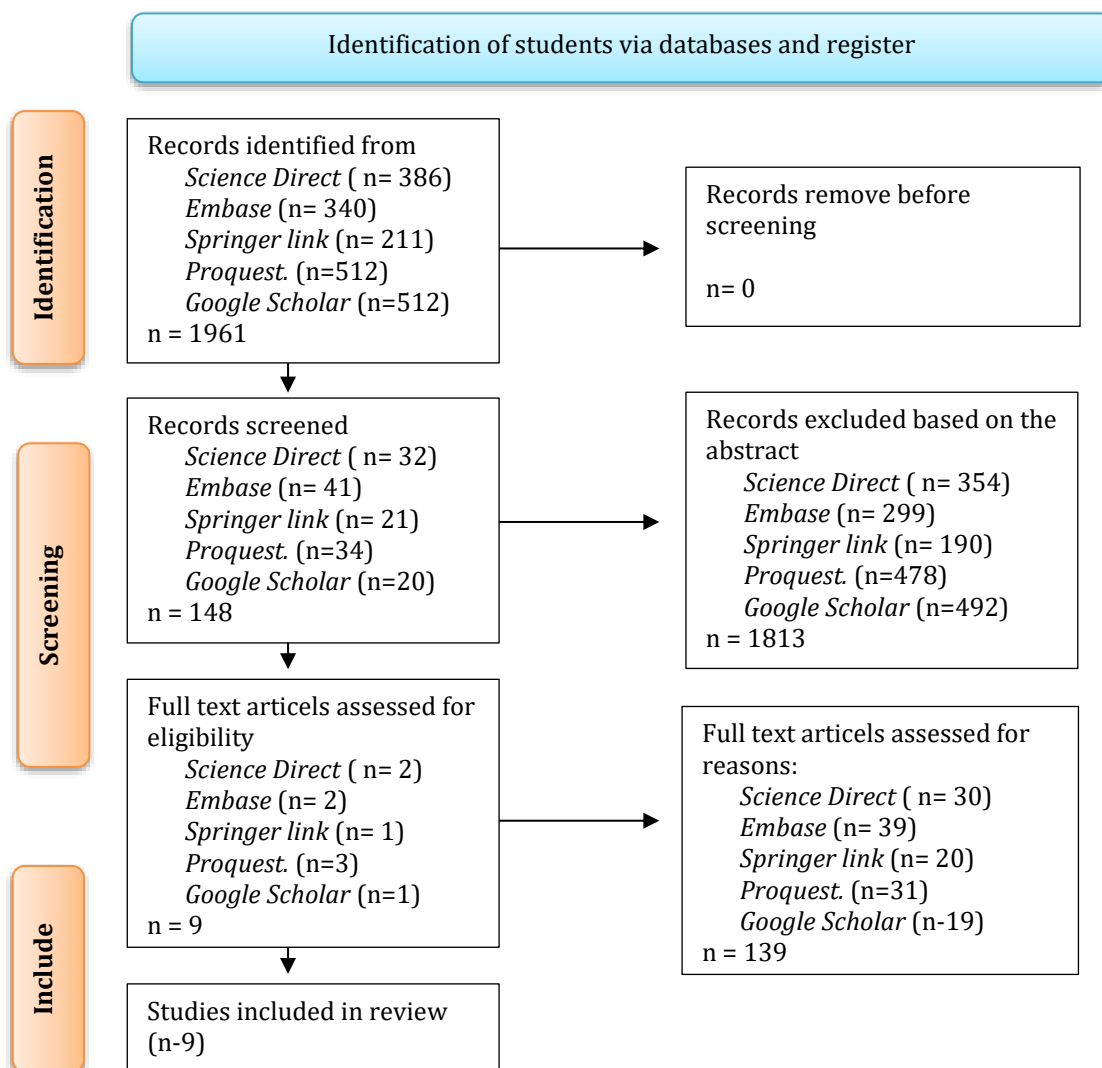 Identification of students via databases and register
Identification
Records identified from
Science Direct ( n= 386)
Embase (n= 340)
Springer link (n= 211)
Proquest. (n=512)
Google Scholar (n=512)
n = 1961
Records remove before
screening
n= 0
Screening
Records screened
Science Direct ( n= 32)
Embase (n= 41)
Springer link (n= 21)
Proquest. (n=34)
Google Scholar (n=20)
n = 148
Records excluded based on the
abstract
Science Direct ( n= 354)
Embase (n= 299)
Springer link (n= 190)
Proquest. (n=478)
Google Scholar (n=492)
n = 1813
Full text articels assessed for
eligibility
Science Direct ( n= 2)
Embase (n= 2)
Springer link (n= 1)
Proquest. (n=3)
Google Scholar (n=1)
n = 9
Full text articels assessed for
reasons:
Science Direct ( n= 30)
Embase (n= 39)
Springer link (n= 20)
Proquest. (n=31)
Google Scholar (n-19)
n = 139
Include
Studies included in review
(n-9)